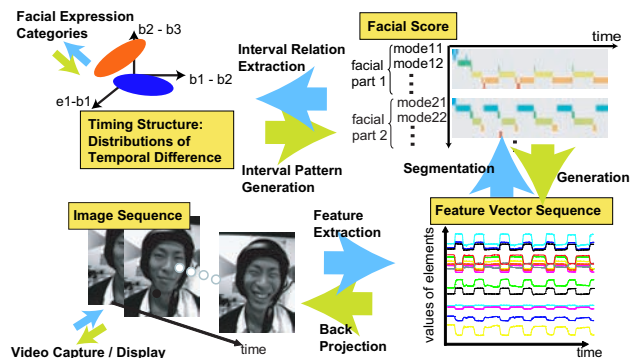 Facial Expression
Categories
b2 - b3
b1 - b2
e1-b1
Timing Structure:
Distributions of
Temporal Difference
Interval Relation
Extraction
Interval Pattern
Generation
Facial Score
time
facial
part 1
mode11
mode12
facial
part 2
mode21
mode22
Segmentation
Generation
Image Sequence
Feature
Extraction
Back
Projection
time
Video Capture / Display
Feature Vector Sequence
values of elements
time